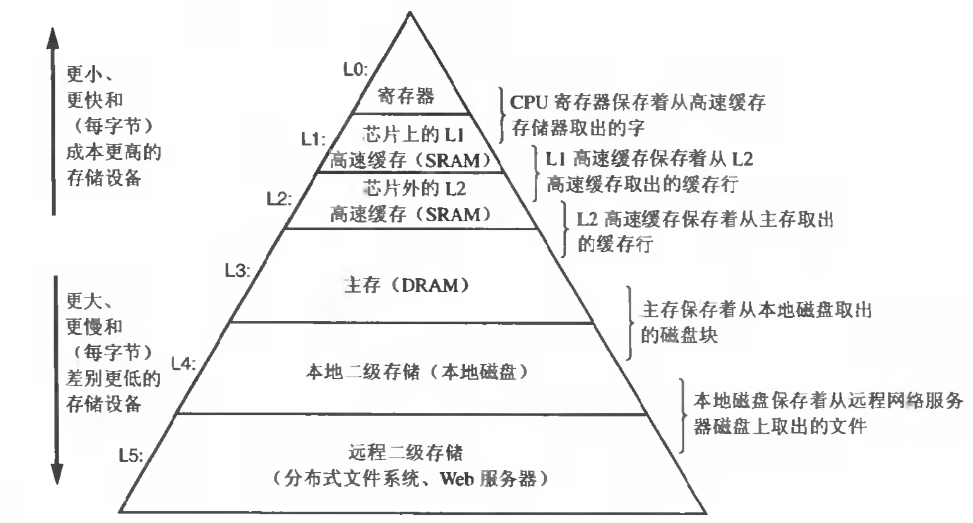 更小、
更快和
（每字节）
成本更高的
存储设备
更大、
更慢和
（每字节）
差别更低的
存储设备
L0:
寄存器
L1:
芯片上的 L1
高速缓存（SRAM）
L2:
芯片外的 L2
高速缓存（SRAM）
L3:
主存（DRAM）
L4:
本地二级存储（本地磁盘）
L5:
远程二级存储
（分布式文件系统、Web 服务器）
CPU 寄存器保存着从高速缓存
存储器取出的字
L1 高速缓存保存着从 L2
高速缓存取出的缓存行
L2 高速缓存保存着从主存取出
的缓存行
主存保存着从本地磁盘取出
的磁盘块
本地磁盘保存着从远程网络服务
器磁盘上取出的文件